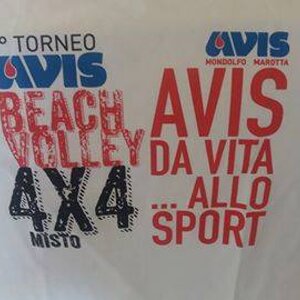 ° TORNEO
AVIS
BEACH
VOLLEY
4X4
MISTO
AVIS
MONDOLFO MAROTTA
AVIS
DA VITA
... ALLO
SPORT